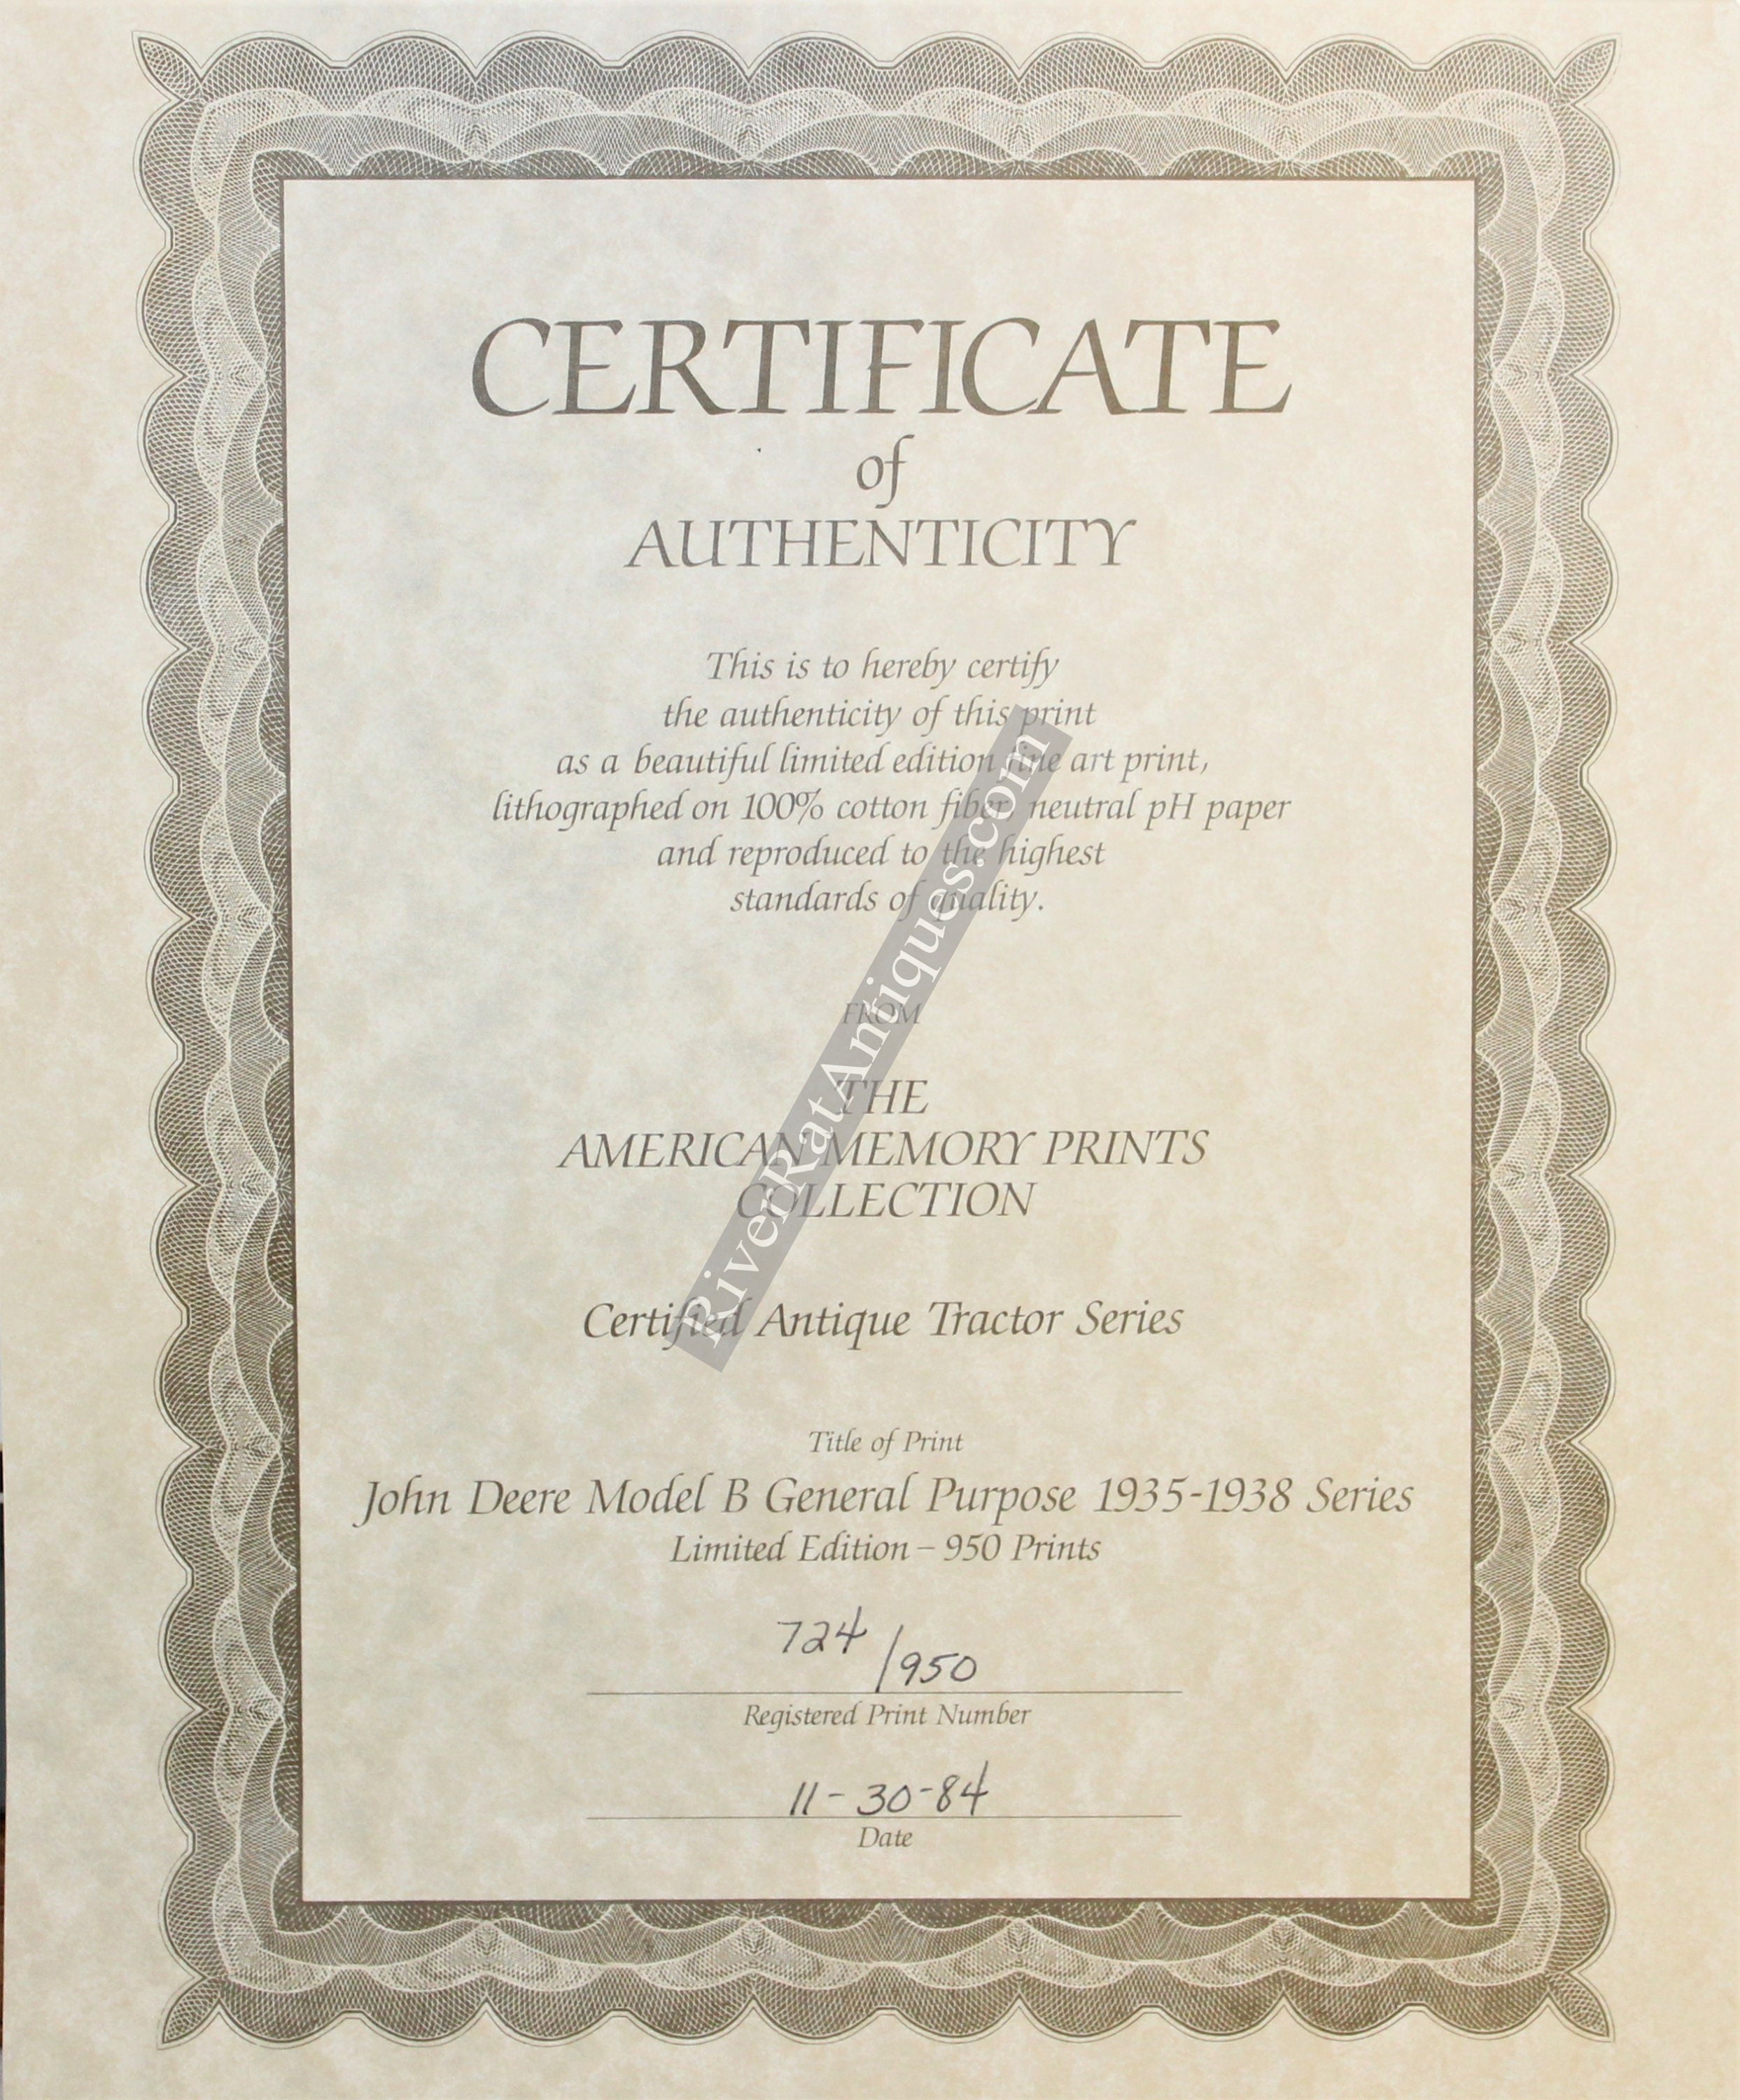 CERTIFICATE
of
AUTHENTICITY
This is to hereby certify
the authenticity of this print
as a beautiful limited edition fine art print,
lithographed on 100% cotton fiber, neutral pH paper
and reproduced to the highest
standards of quality.
FROM
THE
AMERICAN MEMORY PRINTS
COLLECTION
Certified Antique Tractor Series
Title of Print
John Deere Model B General Purpose 1935-1938 Series
Limited Edition – 950 Prints
724/950
Registered Print Number
11-30-84
Date
RiverRatAntiques.com